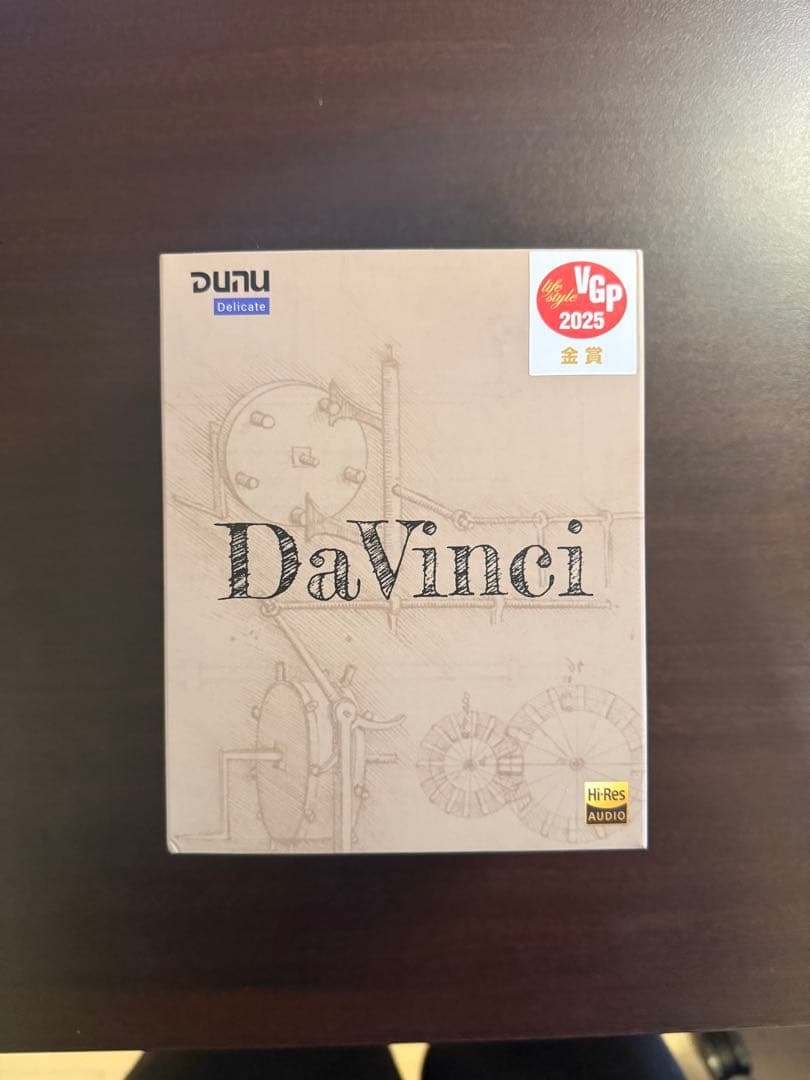 DUNU
Delicate
life style VGP
2025
金賞
DaVinci
Hi-Res
AUDIO